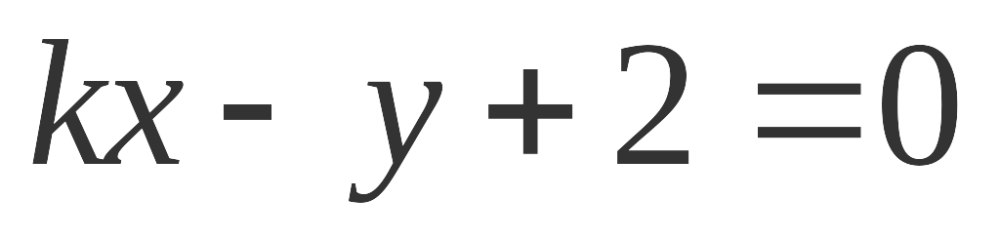 kx - y + 2 =0